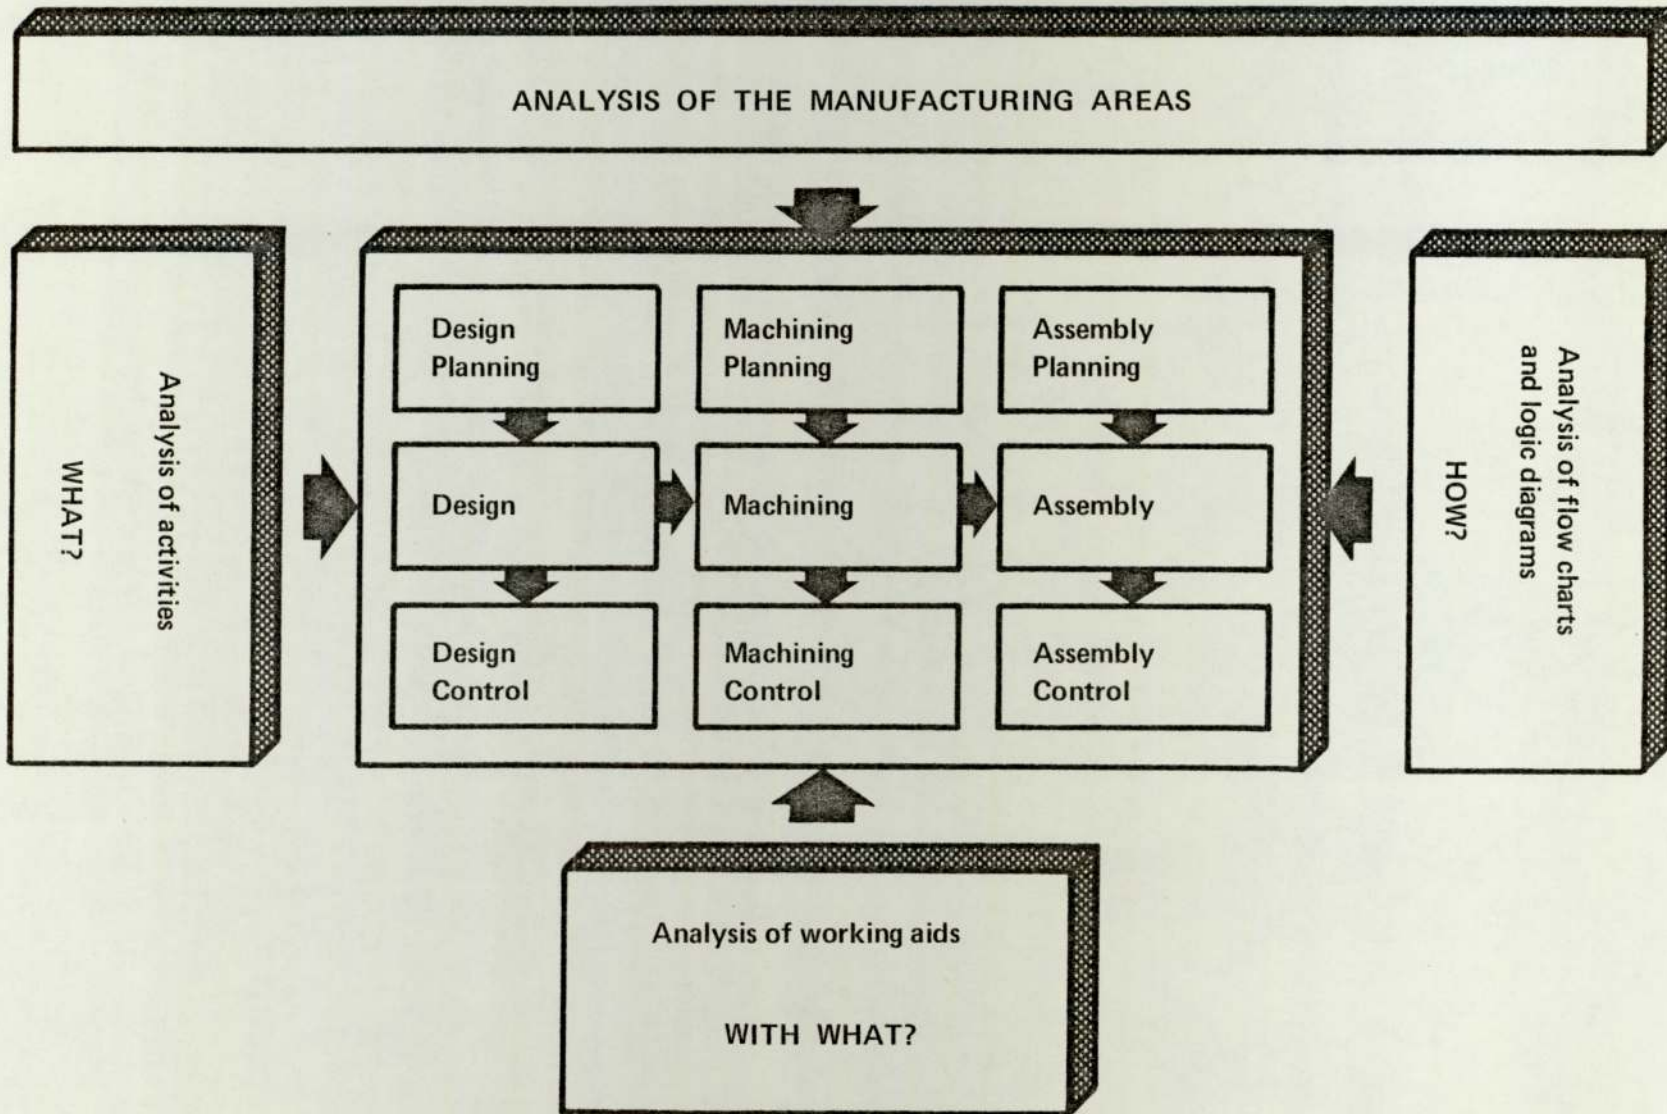 ANALYSIS OF THE MANUFACTURING AREAS
Analysis of activities
WHAT?
Design
Planning
Machining
Planning
Assembly
Planning
Design
Machining
Assembly
Design
Control
Machining
Control
Assembly
Control
Analysis of flow charts
and logic diagrams
HOW?
Analysis of working aids
WITH WHAT?